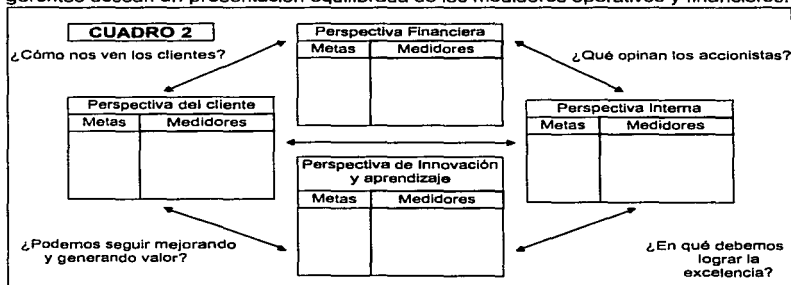 gerentes desean un presentación equilibrada de los medidores operativos y financieros.
CUADRO 2
¿Cómo nos ven los clientes?
Perspectiva Financiera
Metas Medidores
¿Qué opinan los accionistas?
Perspectiva del cliente
Metas Medidores
Perspectiva Interna
Metas Medidores
Perspectiva de Innovación
y aprendizaje
Metas Medidores
¿Podemos seguir mejorando
y generando valor?
¿En qué debemos
lograr la
excelencia?